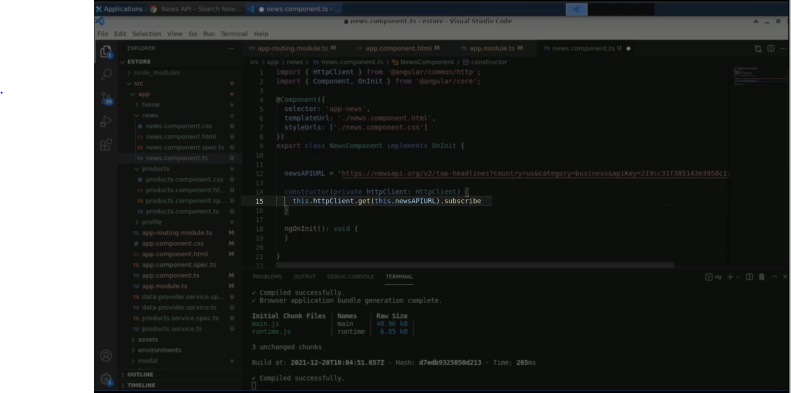 Applications News API – Search New... news.component.ts - ...
news.component.ts - estore - Visual Studio Code
File Edit Selection View Go Run Terminal Help
EXPLORER
ESTORE
node_modules
src
app
home
news
news.component.css U
news.component.html U
news.component.spec.ts U
news.component.ts U
products
products.component.css U
products.component.ht... U
products.component.sp... U
products.component.ts U
profile
app-routing.module.ts M
app.component.css M
app.component.html M
app.component.spec.ts
app.component.ts M
app.module.ts M
data-provider.service.sp... U
data-provider.service.ts U
products.service.spec.ts U
products.service.ts U
assets
environments
modal
OUTLINE
TIMELINE
TS app-routing.module.ts M app.component.html M TS app.module.ts M TS news.component.ts U
src > app > news > TS news.component.ts > NewsComponent > constructor
1 import { HttpClient } from '@angular/common/http';
2 import { Component, OnInit } from '@angular/core';
3
4 @Component({
5 selector: 'app-news',
6 templateUrl: './news.component.html',
7 styleUrls: ['./news.component.css']
8 })
9 export class NewsComponent implements OnInit {
10
11
12 newsAPIURL = "https://newsapi.org/v2/top-headlines?country=us&category=business&apiKey=219cc31f385143e3958c1
13
14 constructor(private httpClient: HttpClient) {
15 this.httpClient.get(this.newsAPIURL).subscribe
16 }
17
18 ngOnInit(): void {
19 }
20
21 }
22
PROBLEMS OUTPUT DEBUG CONSOLE TERMINAL
ng
✓ Compiled successfully.
✓ Browser application bundle generation complete.
Initial Chunk Files | Names | Raw Size
main.js | main | 48.96 kB |
runtime.js | runtime | 6.85 kB |
3 unchanged chunks
Build at: 2021-12-28T10:04:51.657Z - Hash: d7edb9325050d213 - Time: 265ms
✓ Compiled successfully.